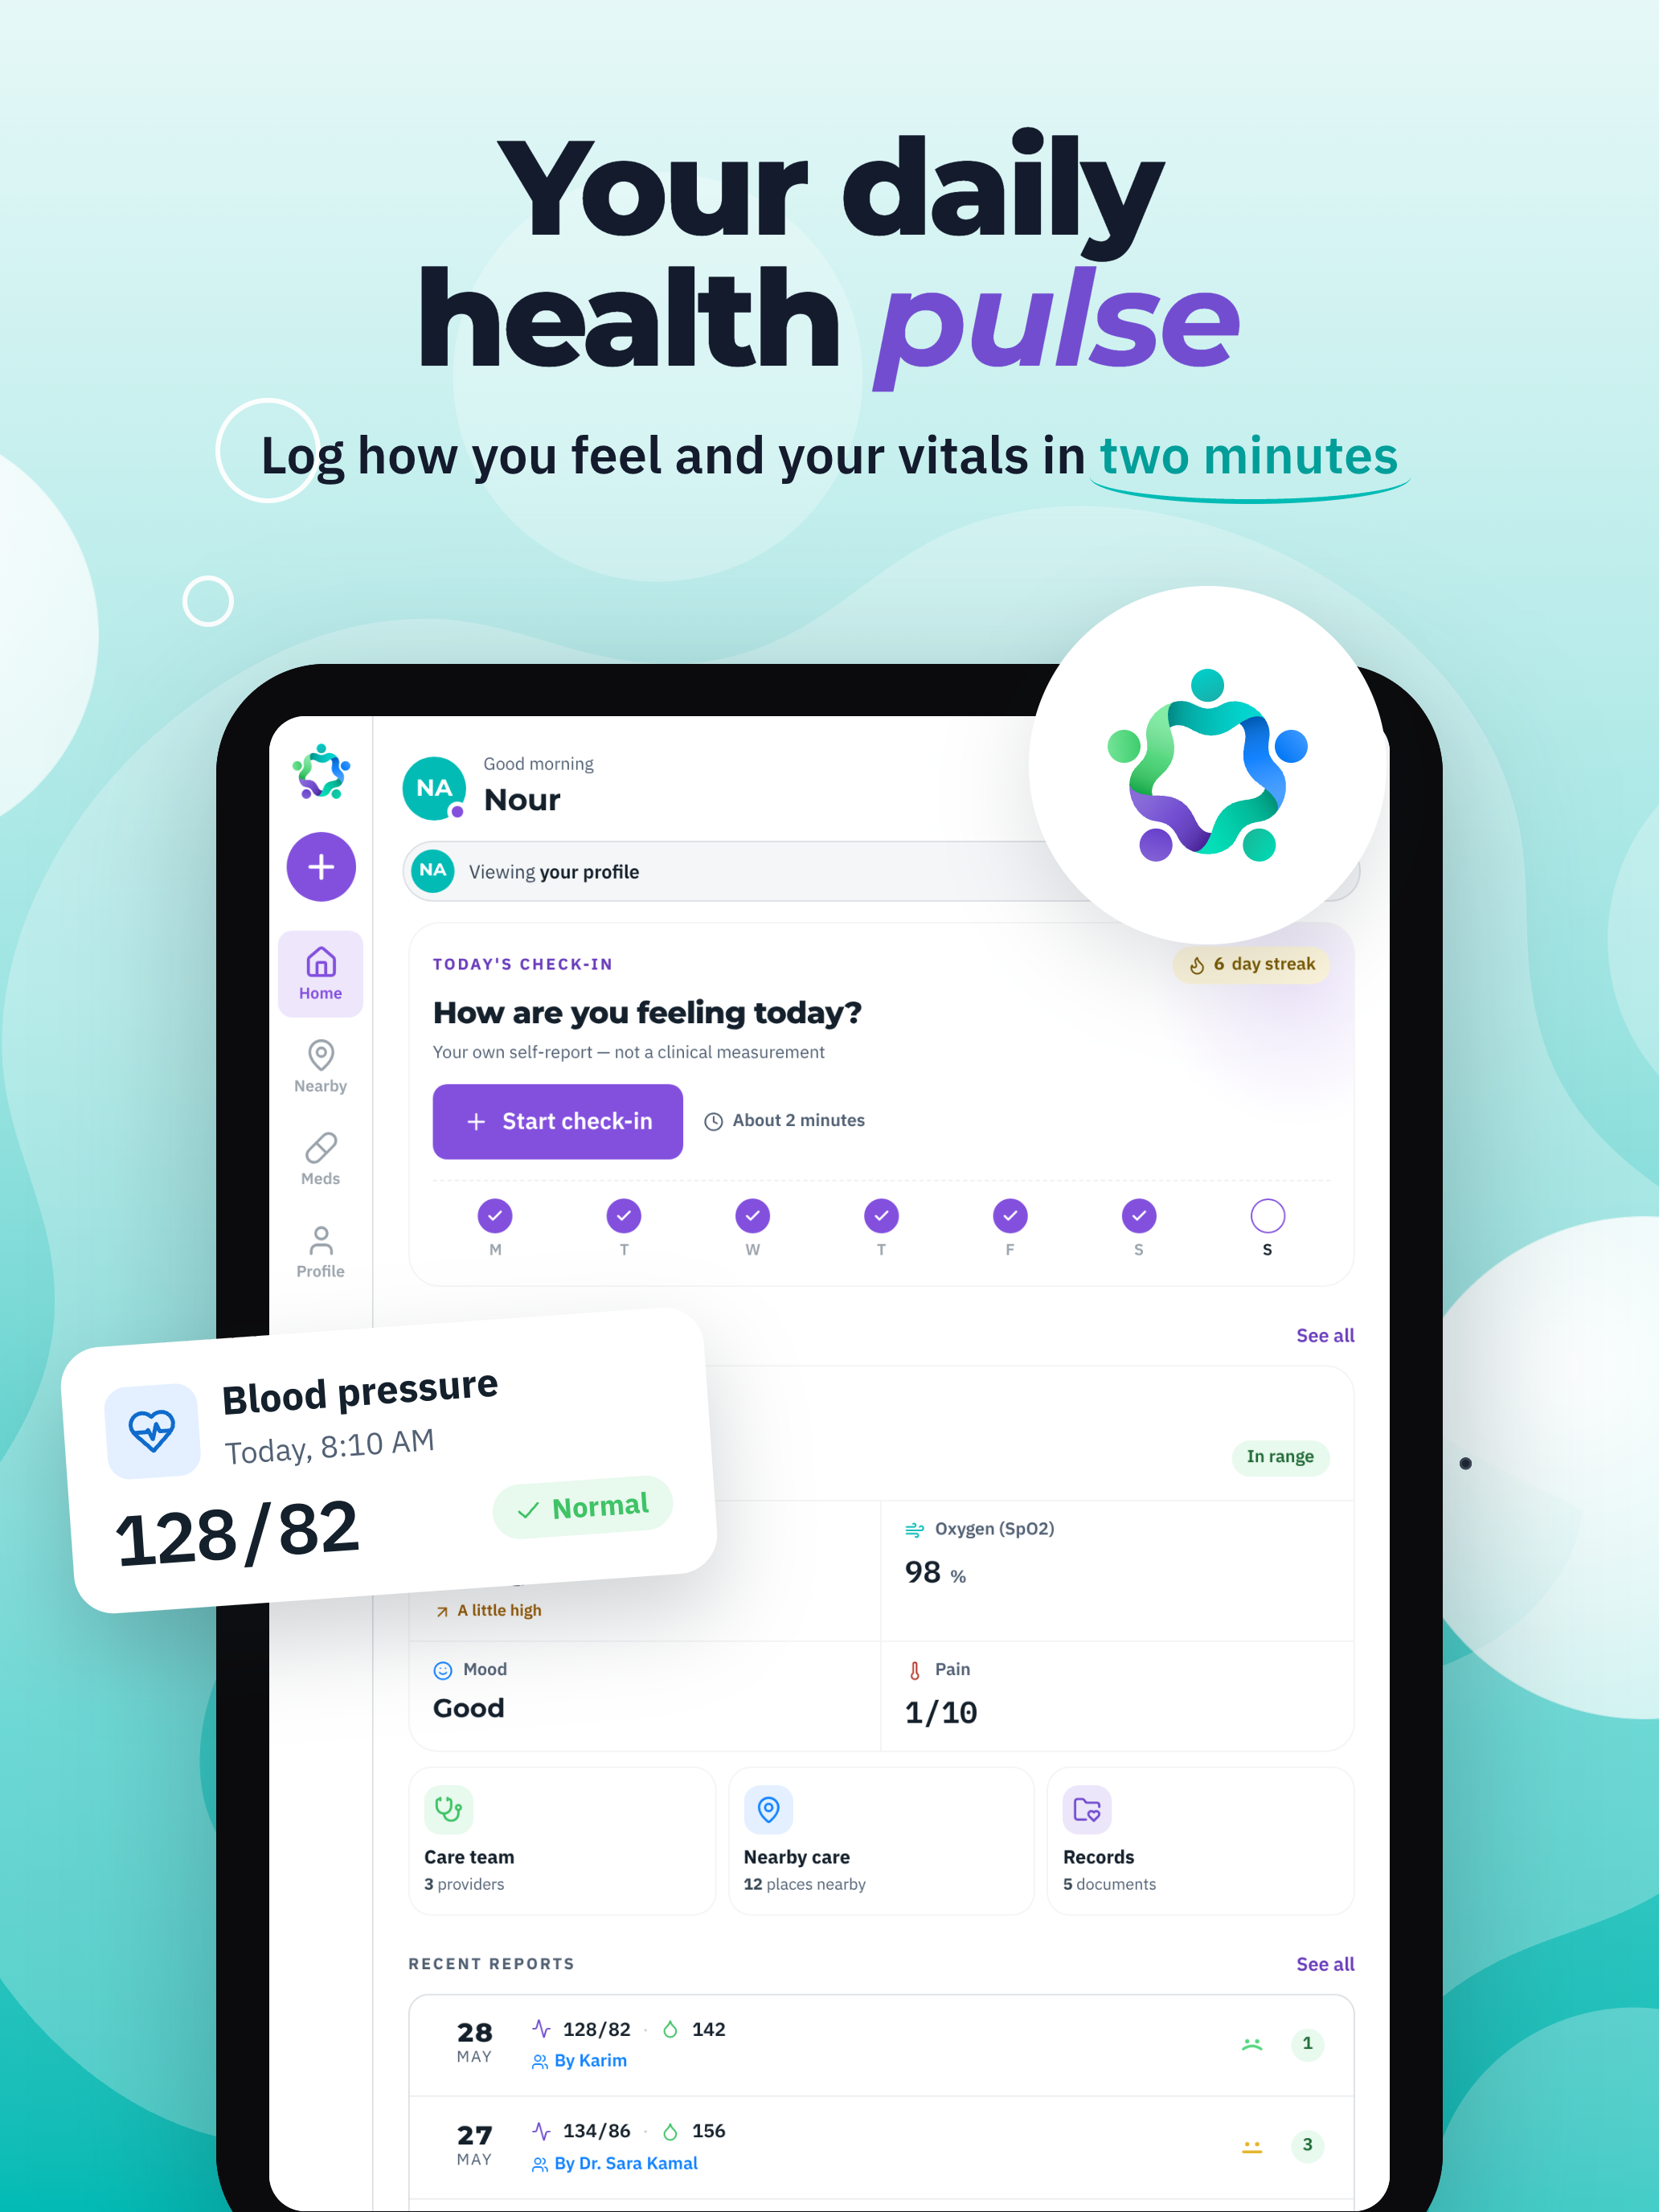 Your daily
health pulse
Log how you feel and your vitals in two minutes
NA
Good morning
Nour
NA
Viewing your profile
Home
Nearby
Meds
Profile
TODAY'S CHECK-IN
6 day streak
How are you feeling today?
Your own self-report — not a clinical measurement
+ Start check-in
About 2 minutes
M T W T F S S
See all
Blood pressure
Today, 8:10 AM
128/82
Normal
In range
Oxygen (SpO2)
98 %
A little high
Mood
Good
Pain
1/10
Care team
3 providers
Nearby care
12 places nearby
Records
5 documents
RECENT REPORTS
See all
28
MAY
128/82 · 142
By Karim
1
27
MAY
134/86 · 156
By Dr. Sara Kamal
3